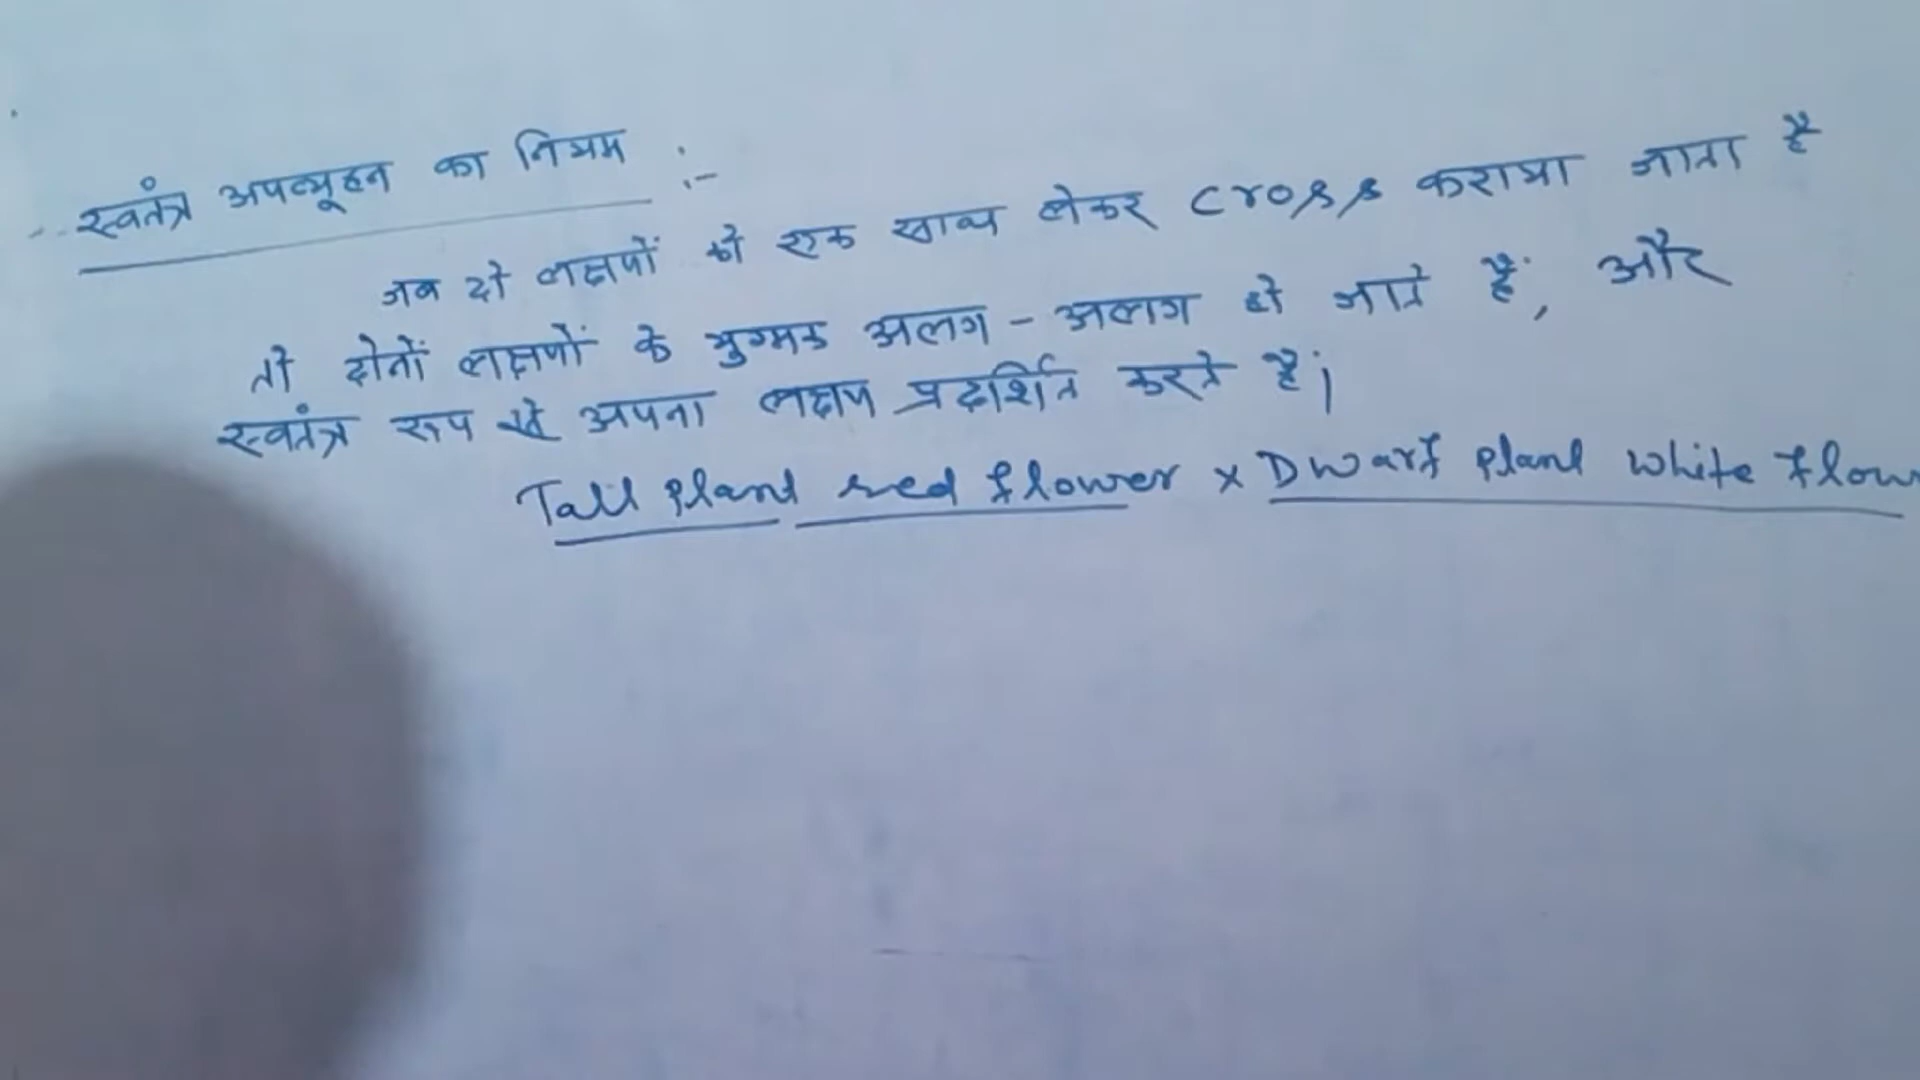 स्वतंत्र अपव्यूहन का नियम :-
जब दो लक्षणों को एक साथ लेकर cross कराया जाता है
तो दोनों लक्षणों के युग्मक अलग - अलग हो जाते हैं, और
स्वतंत्र रूप से अपना लक्षण प्रदर्शित करते हैं।
Tall plant red flower x Dwarf plant white flow